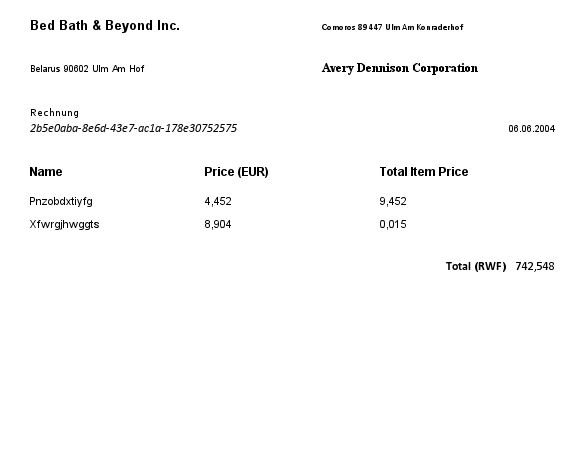 Bed Bath & Beyond Inc.
Comoros 89447 Ulm Am Konraderhof
Belarus 90602 Ulm Am Hof
Avery Dennison Corporation
Rechnung
2b5e0aba-8e6d-43e7-ac1a-178e30752575
06.06.2004
Name Price (EUR) Total Item Price
Pnzobdxtiyfg 4,452 9,452
Xfwrgjhwggts 8,904 0,015
Total (RWF) 742,548